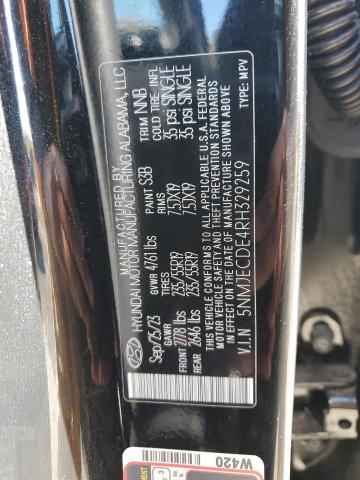 MANUFACTURED BY
HYUNDAI MOTOR MANUFACTURING ALABAMA, LLC
Sep/25/23 GVWR 4761 lbs PAINT S3B TRIM NNB
GAWR TIRES COLD TIRE INFL
FRONT 2778 lbs 235/55R19 7.5JX19 35 PSI SINGLE
REAR 2646 lbs 235/55R19 7.5JX19 35 PSI SINGLE
THIS VEHICLE CONFORMS TO ALL APPLICABLE U.S.A. FEDERAL
MOTOR VEHICLE SAFETY AND THEFT PREVENTION STANDARDS
IN EFFECT ON THE DATE OF MANUFACTURE SHOWN ABOVE.
V.I.N 5NMJECDE4RH329259 TYPE: MPV
W420